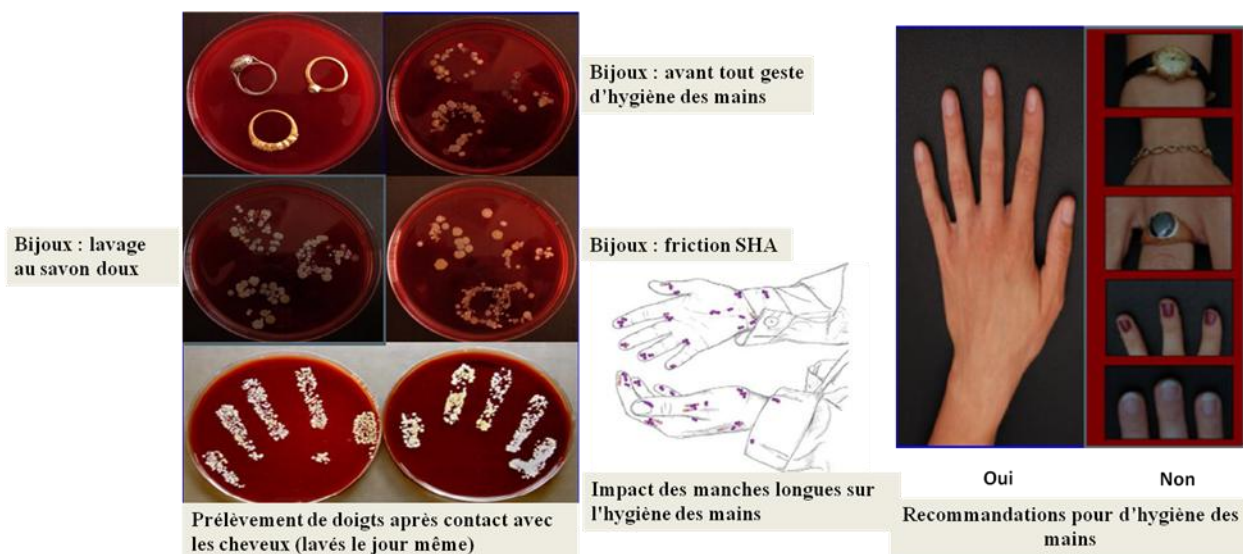 Bijoux : avant tout geste
d'hygiène des mains
Bijoux : lavage
au savon doux
Bijoux : friction SHA
Prélèvement de doigts après contact avec
les cheveux (lavés le jour même)
Impact des manches longues sur
l'hygiène des mains
Oui
Non
Recommandations pour d'hygiène des
mains